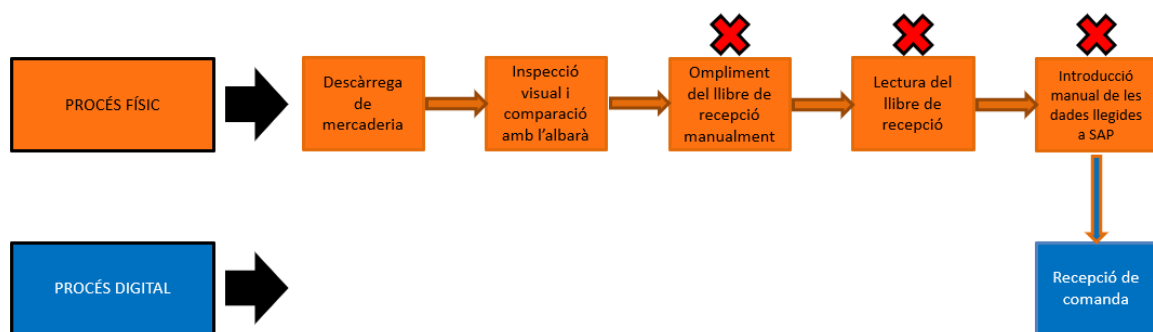 PROCÉS FÍSIC
Descàrrega
de
mercaderia
Inspecció
visual i
comparació
amb l'albarà
Ompliment
del llibre de
recepció
manualment
Lectura del
llibre de
recepció
Introducció
manual de les
dades llegides
a SAP
PROCÉS DIGITAL
Recepció de
comanda